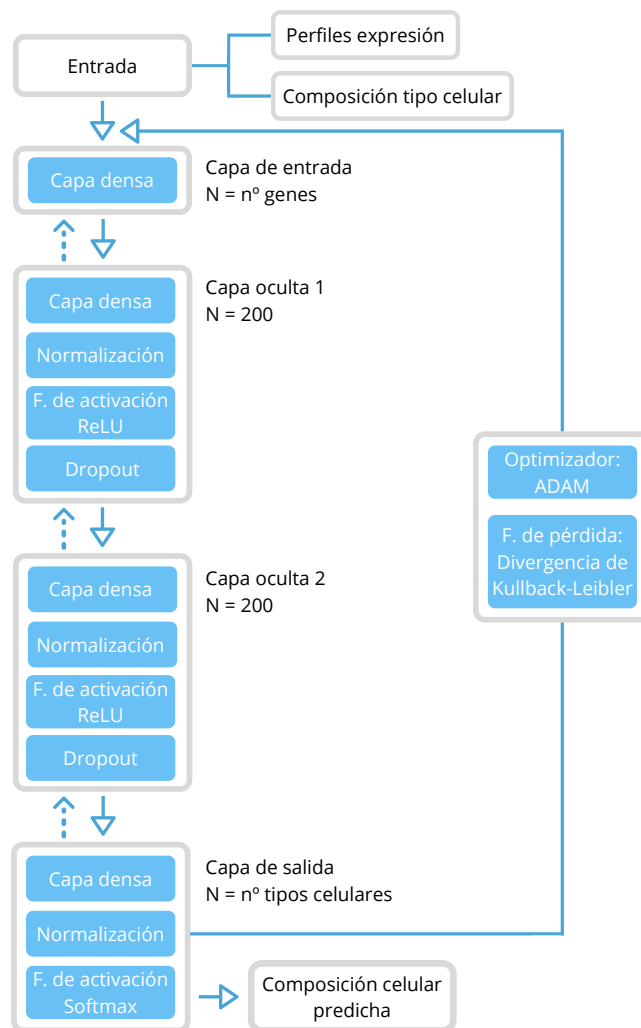 Perfiles expresión
Entrada
Composición tipo celular
Capa densa
Capa de entrada
N = nº genes
Capa densa
Normalización
F. de activación
ReLU
Dropout
Capa oculta 1
N = 200
Optimizador:
ADAM
F. de pérdida:
Divergencia de
Kullback-Leibler
Capa densa
Normalización
F. de activación
ReLU
Dropout
Capa oculta 2
N = 200
Capa densa
Normalización
F. de activación
Softmax
Capa de salida
N = nº tipos celulares
Composición celular
predicha